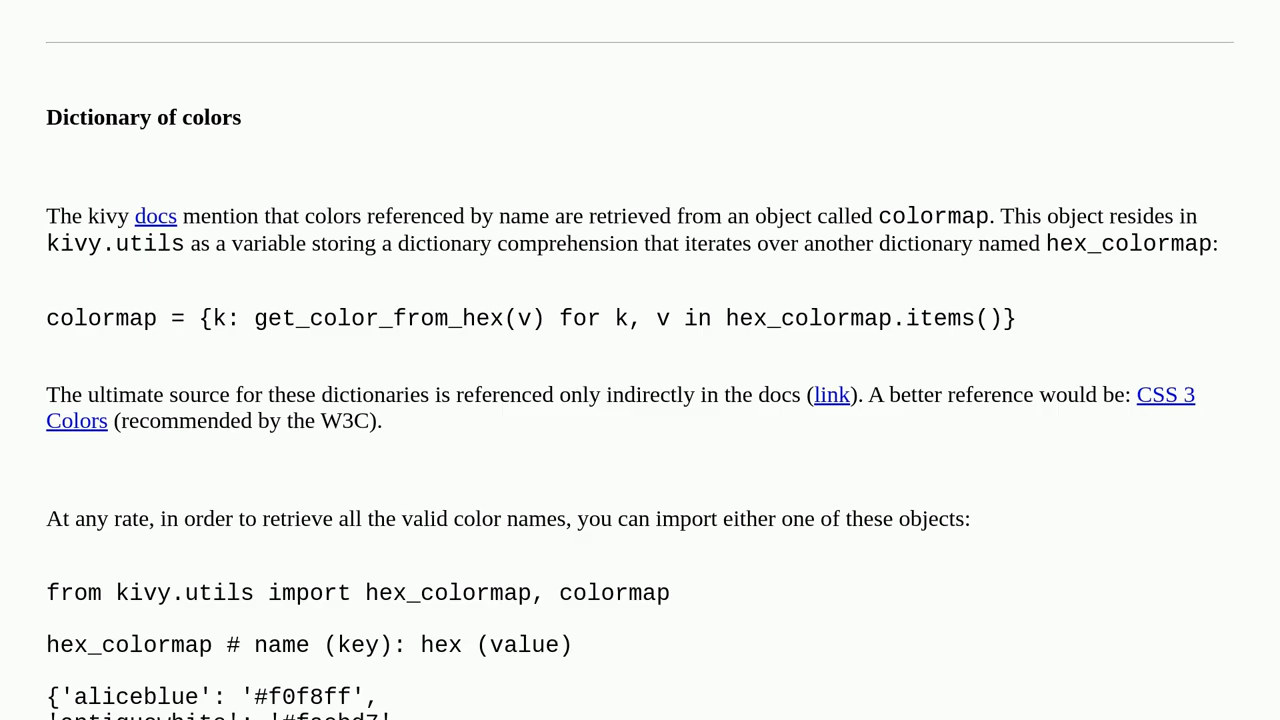 Dictionary of colors
The kivy docs mention that colors referenced by name are retrieved from an object called colormap. This object resides in
kivy.utils as a variable storing a dictionary comprehension that iterates over another dictionary named hex_colormap:
colormap = {k: get_color_from_hex(v) for k, v in hex_colormap.items()}
The ultimate source for these dictionaries is referenced only indirectly in the docs (link). A better reference would be: CSS 3
Colors (recommended by the W3C).
At any rate, in order to retrieve all the valid color names, you can import either one of these objects:
from kivy.utils import hex_colormap, colormap
hex_colormap # name (key): hex (value)
{'aliceblue': '#f0f8ff',
'antiquewhite': '#faebd7'